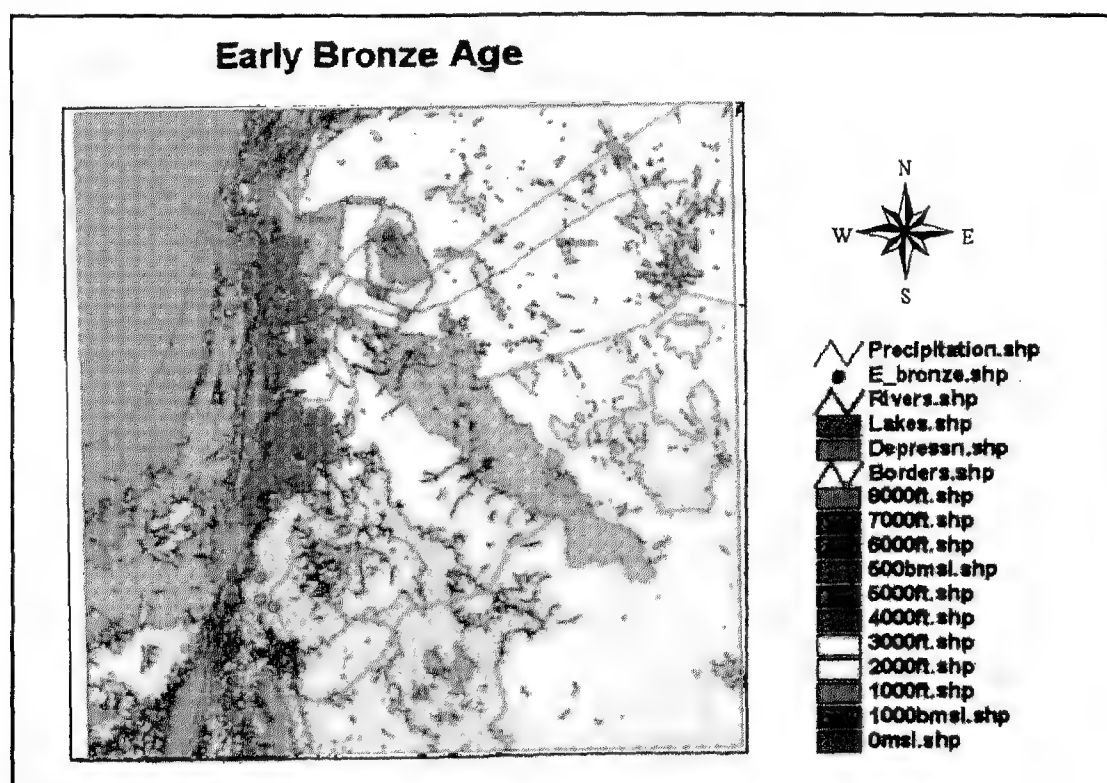 Early Bronze Age
N
W E
S
Precipitation.shp
E_bronze.shp
Rivers.shp
Lakes.shp
Depressn.shp
Borders.shp
8000ft.shp
7000ft.shp
6000ft.shp
500bmsl.shp
5000ft.shp
4000ft.shp
3000ft.shp
2000ft.shp
1000ft.shp
1000bmsl.shp
0msl.shp